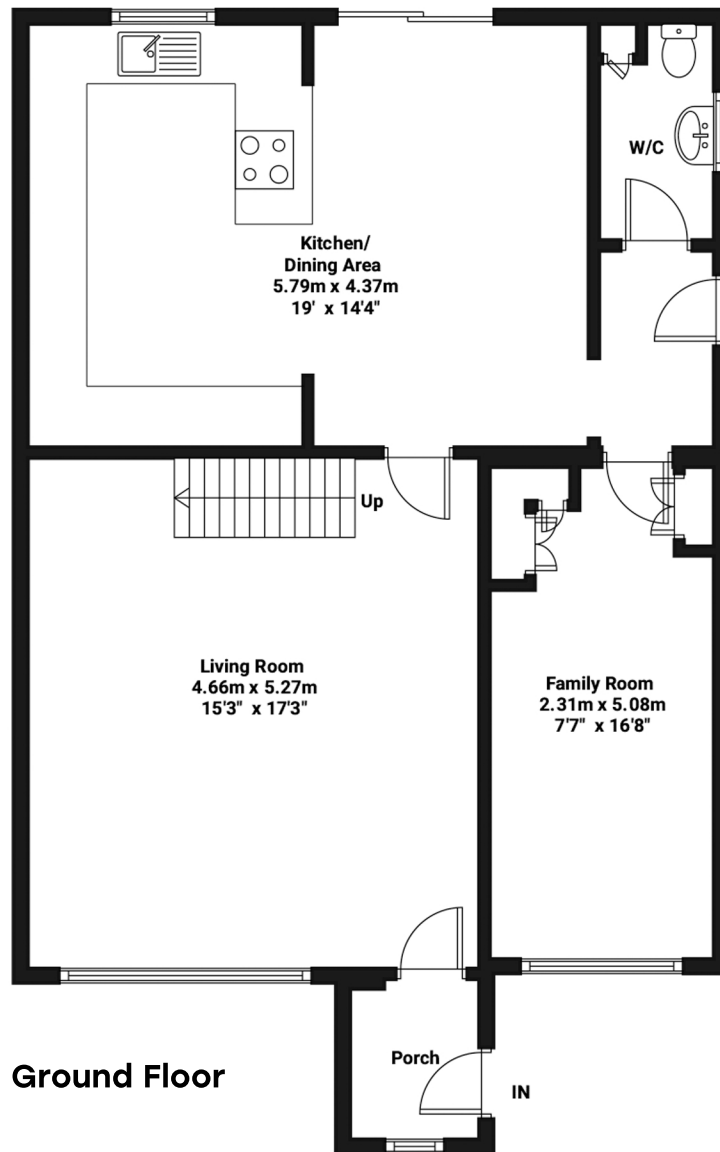 W/C
Kitchen/
Dining Area
5.79m x 4.37m
19' x 14'4"
Up
Living Room
4.66m x 5.27m
15'3" x 17'3"
Family Room
2.31m x 5.08m
7'7" x 16'8"
Porch
IN
Ground Floor